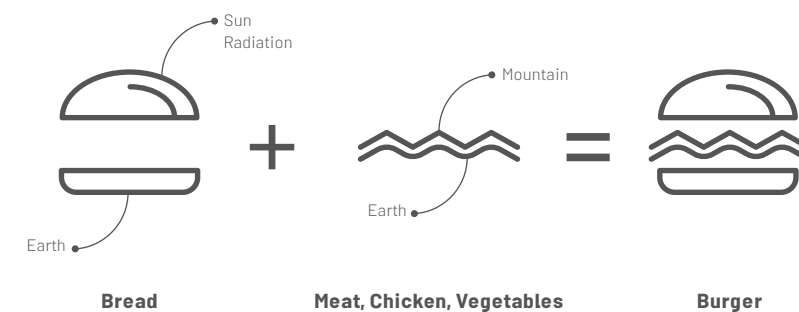 Sun
Radiation
Mountain
Earth
Earth
Bread
Meat, Chicken, Vegetables
Burger